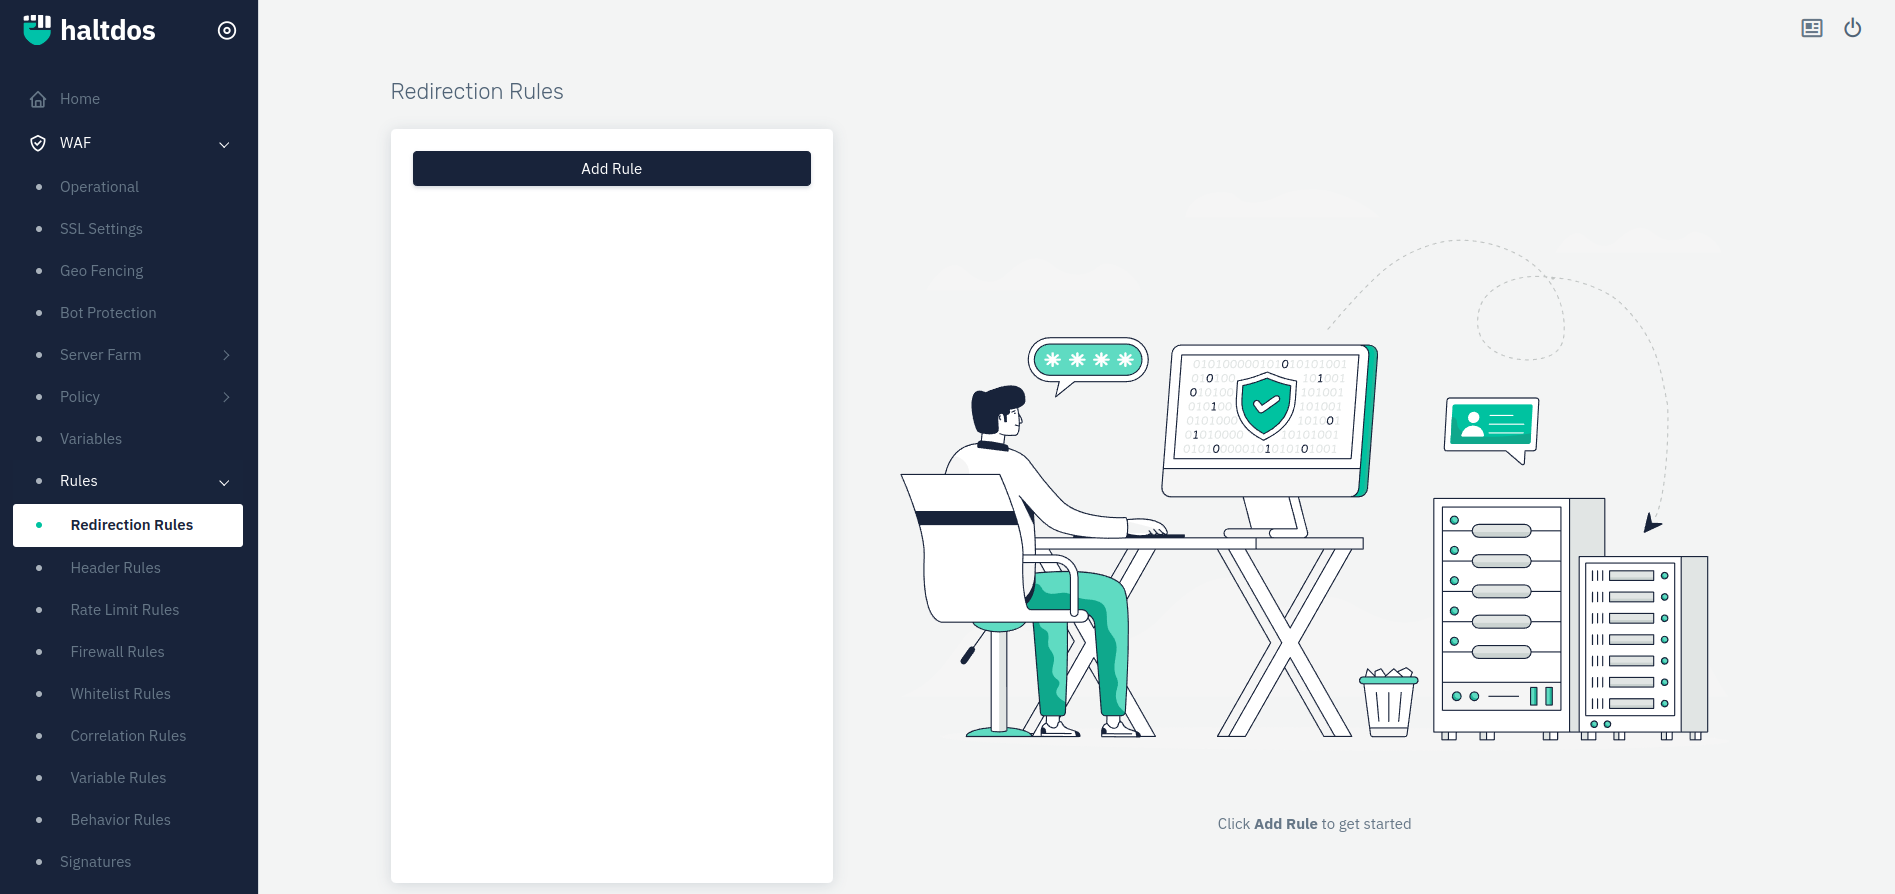 haltdos
Home
WAF
Operational
SSL Settings
Geo Fencing
Bot Protection
Server Farm
Policy
Variables
Rules
Redirection Rules
Header Rules
Rate Limit Rules
Firewall Rules
Whitelist Rules
Correlation Rules
Variable Rules
Behavior Rules
Signatures
Redirection Rules
Add Rule
Click Add Rule to get started